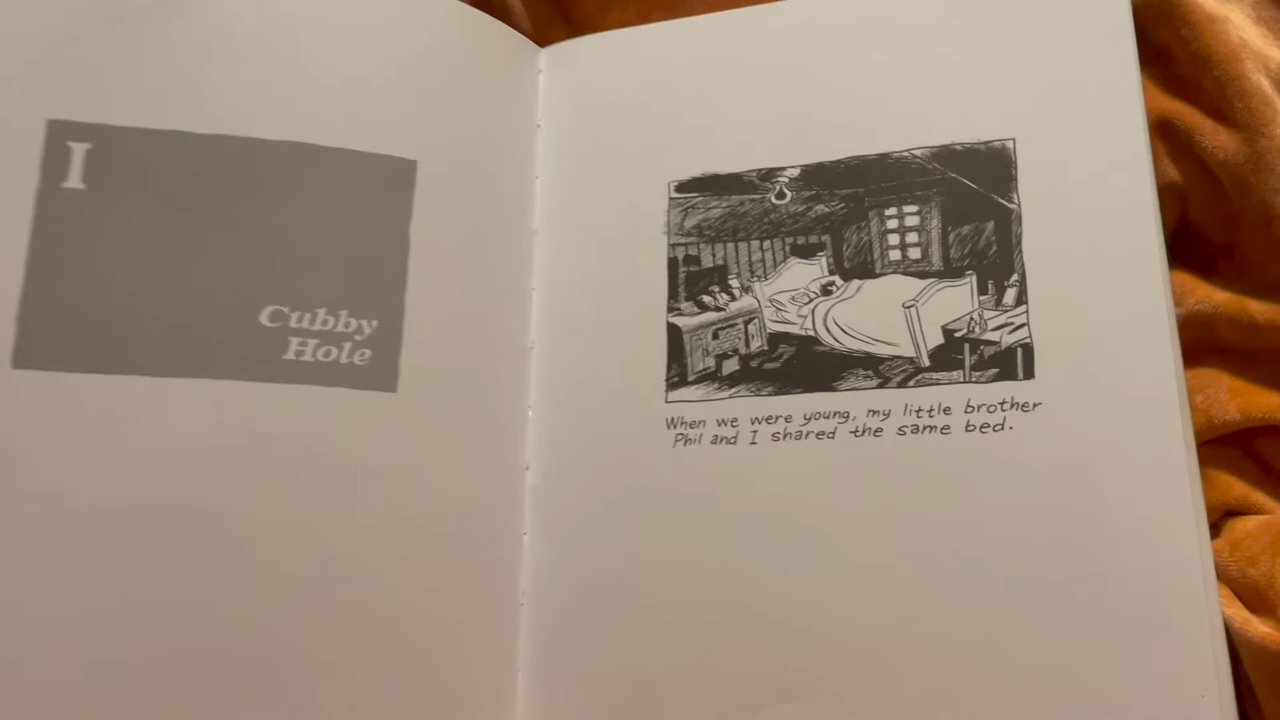 I
Cubby
Hole
When we were young, my little brother
Phil and I shared the same bed.